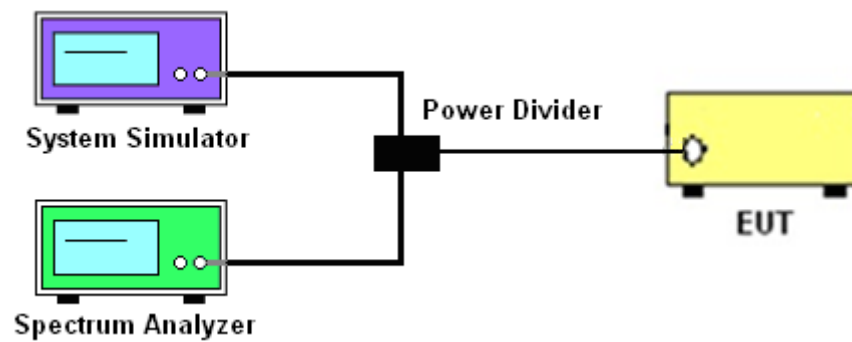 System Simulator
Power Divider
EUT
Spectrum Analyzer